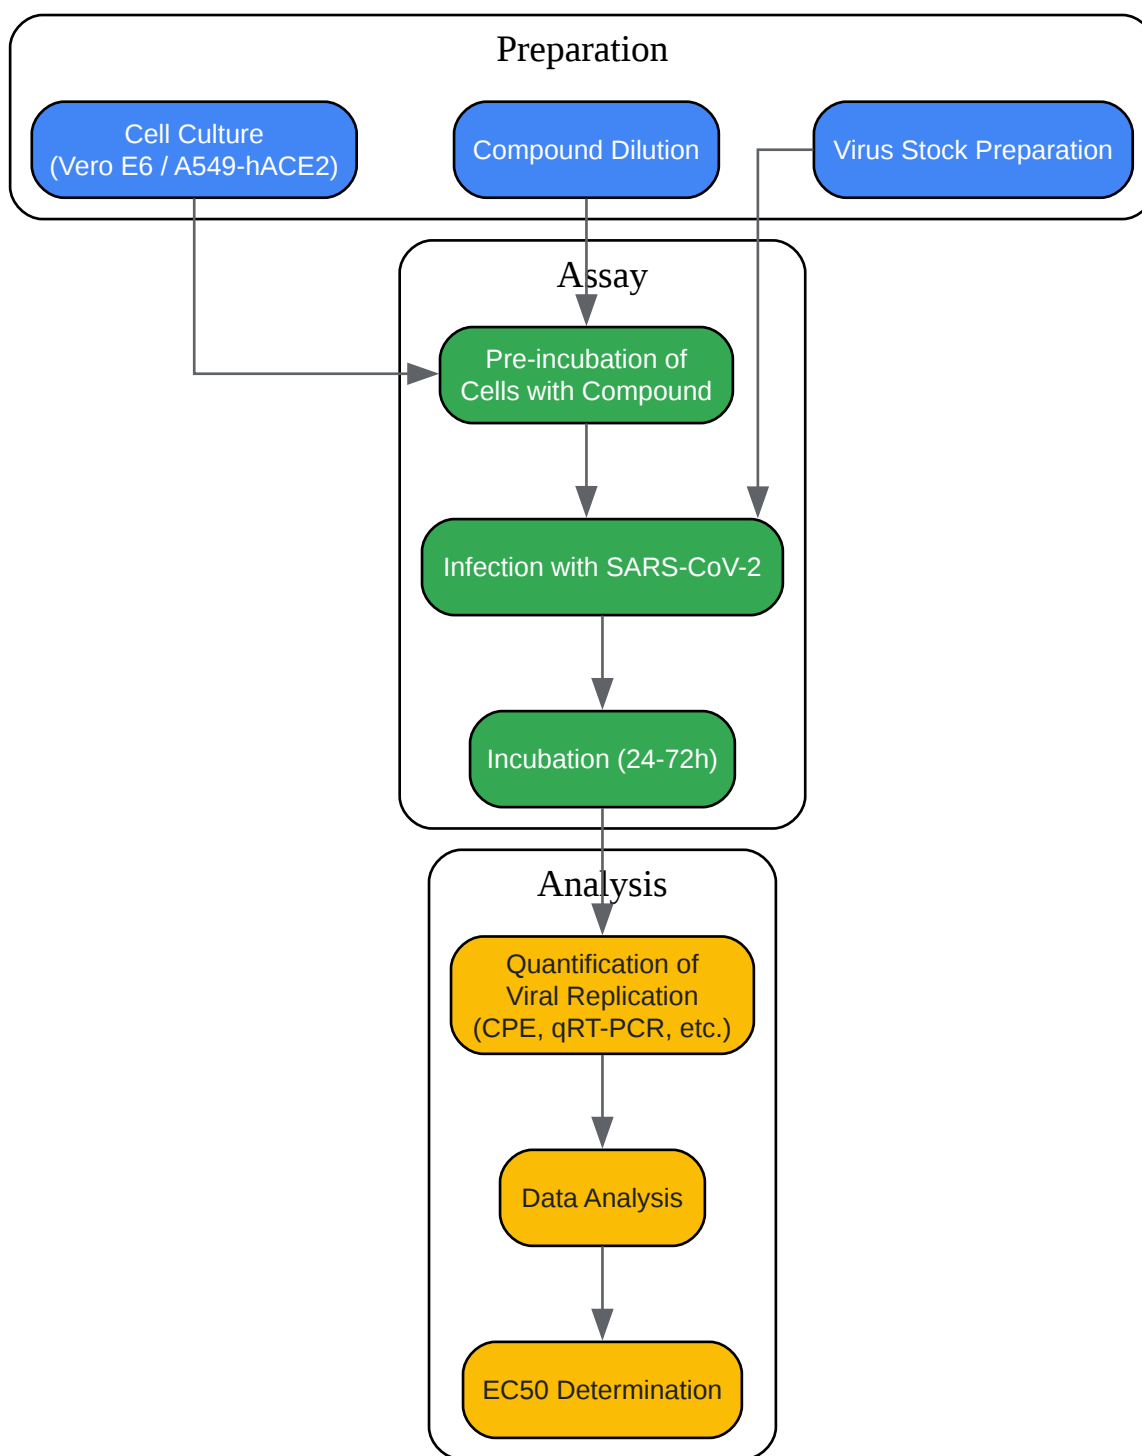 Preparation
Cell Culture
(Vero E6 / A549-hACE2)
Compound Dilution
Virus Stock Preparation
Assay
Pre-incubation of
Cells with Compound
Infection with SARS-CoV-2
Incubation (24-72h)
Analysis
Quantification of
Viral Replication
(CPE, qRT-PCR, etc.)
Data Analysis
EC50 Determination